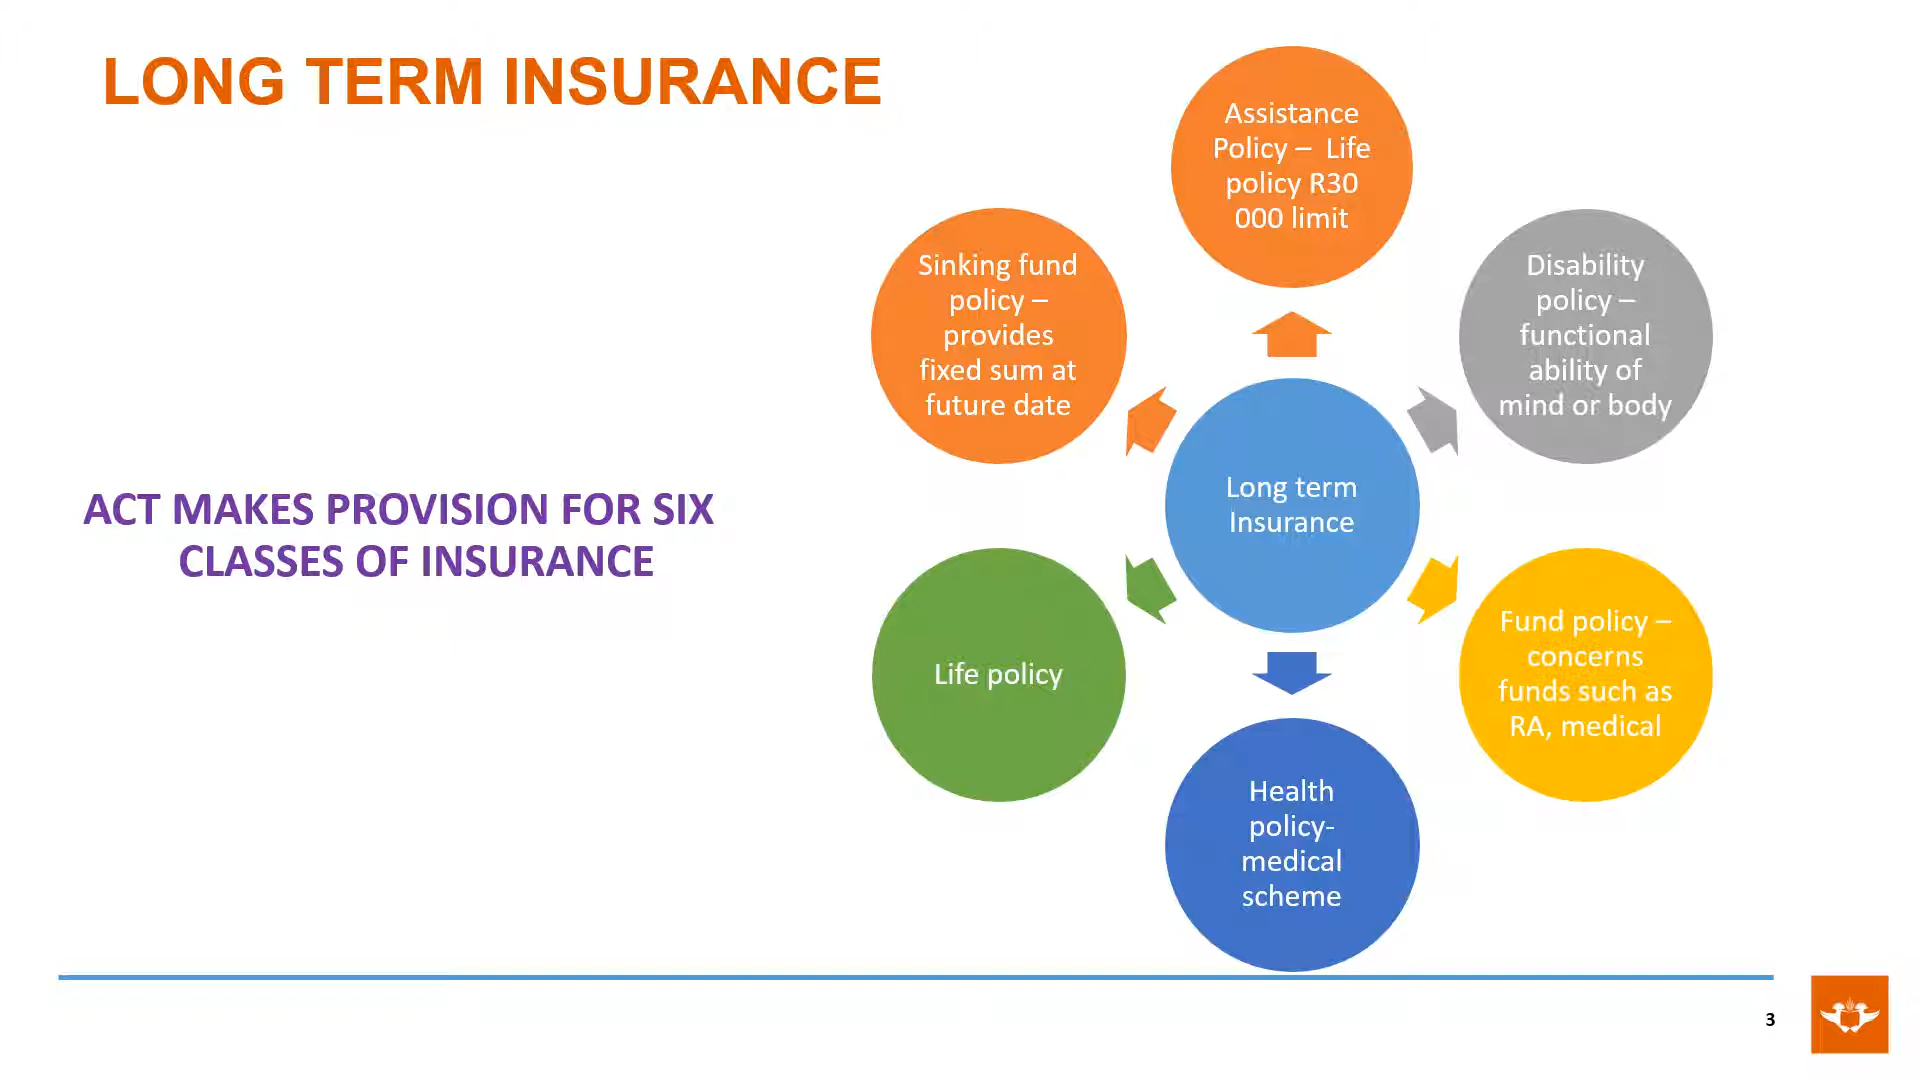 LONG TERM INSURANCE
ACT MAKES PROVISION FOR SIX
CLASSES OF INSURANCE
Assistance
Policy – Life
policy R30
000 limit
Disability
policy –
functional
ability of
mind or body
Fund policy –
concerns
funds such as
RA, medical
Health
policy-
medical
scheme
Life policy
Sinking fund
policy –
provides
fixed sum at
future date
Long term
Insurance
3